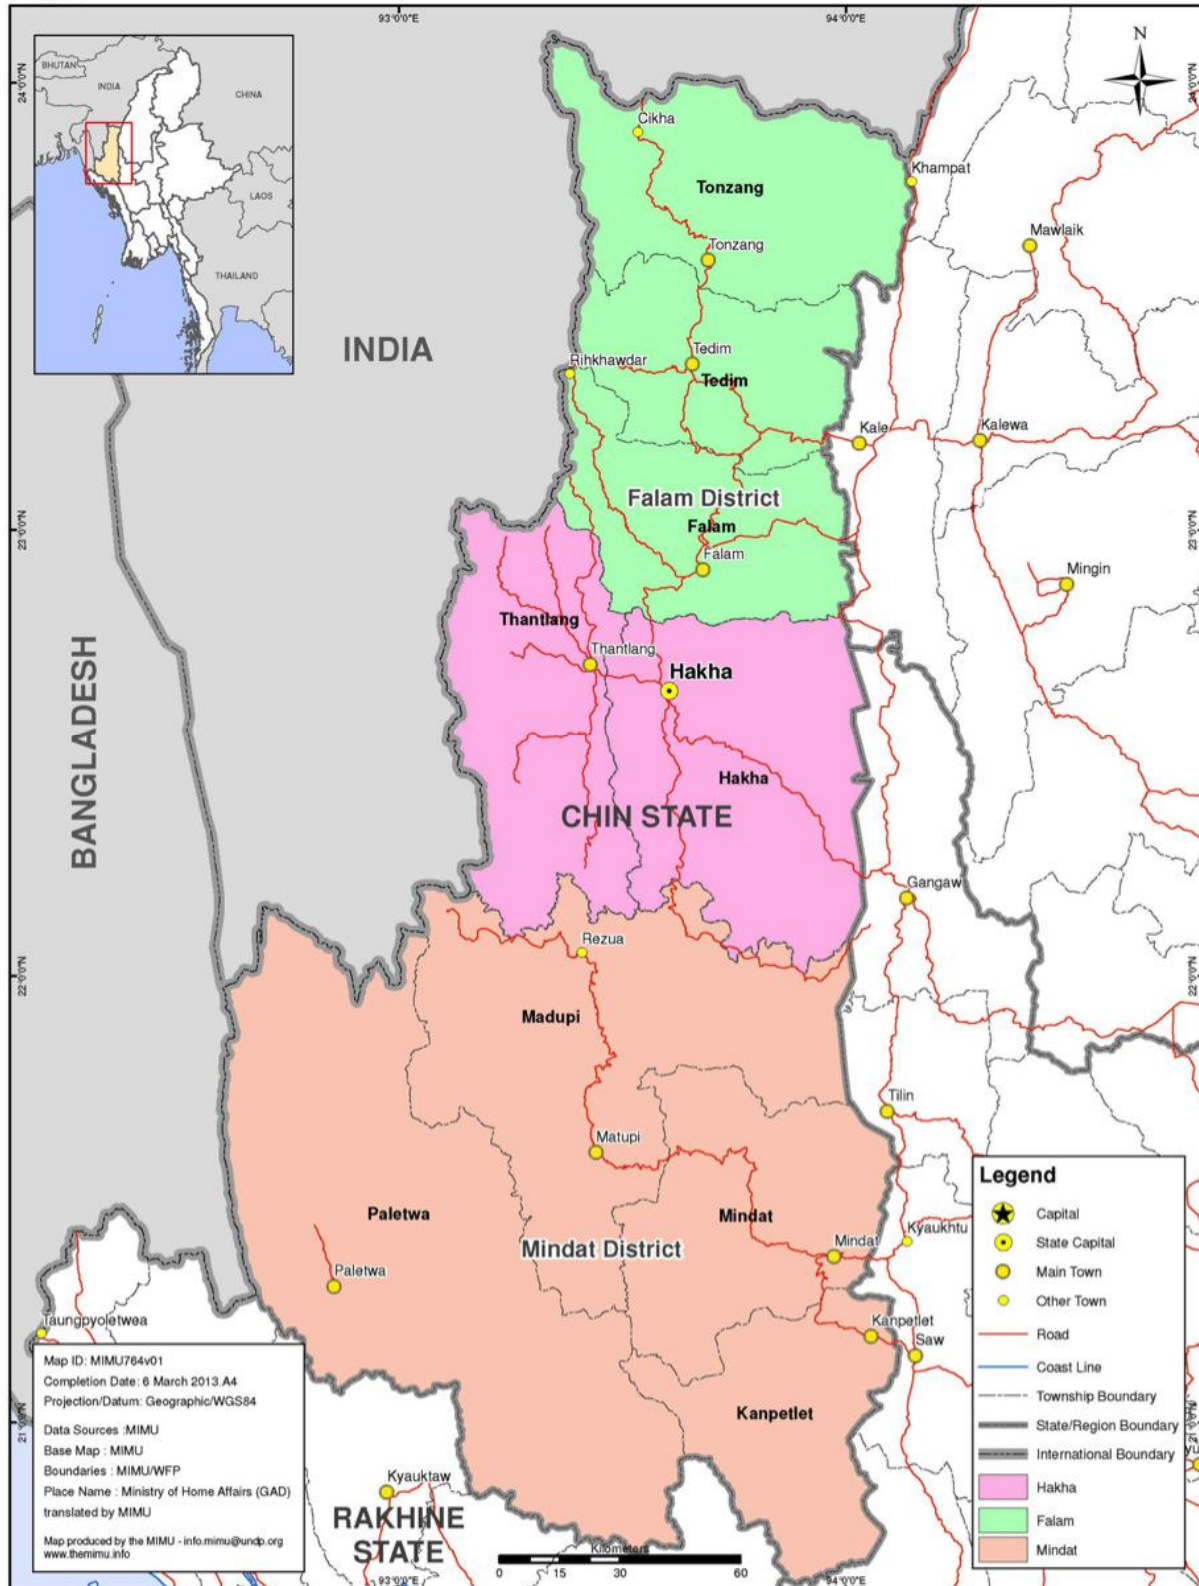 93°0'0"E
94°0'0"E
24°0'0"N
24°0'0"N
N
BHUTAN
INDIA
CHINA
LAOS
THAILAND
Cikha
Tonzang
Khampat
Mawlaik
Tonzang
INDIA
Rihkhawdar
Tedim
Tedim
Kale
Kalewa
Falam District
Falam
23°0'0"N
23°0'0"N
Falam
Mingin
Thantlang
Thantlang
Hakha
BANGLADESH
Hakha
CHIN STATE
Gangaw
Rezua
22°0'0"N
22°0'0"N
Madupi
Tilin
Matupi
Paletwa
Mindat
Mindat District
Mindat
Kyaukhtu
Paletwa
Taungpyoletwea
Kanpetlet
Saw
Kanpetlet
21°0'0"N
21°0'0"N
Kyauktaw
RAKHINE
STATE
Legend
Capital
State Capital
Main Town
Other Town
Road
Coast Line
Township Boundary
State/Region Boundary
International Boundary
Hakha
Falam
Mindat
Map ID: MIMU764v01
Completion Date: 6 March 2013.A4
Projection/Datum: Geographic/WGS84
Data Sources :MIMU
Base Map : MIMU
Boundaries : MIMU/WFP
Place Name : Ministry of Home Affairs (GAD)
translated by MIMU
Map produced by the MIMU - info.mimu@undp.org
www.themimu.info
Kilometers
0 15 30 60
93°0'0"E
94°0'0"E